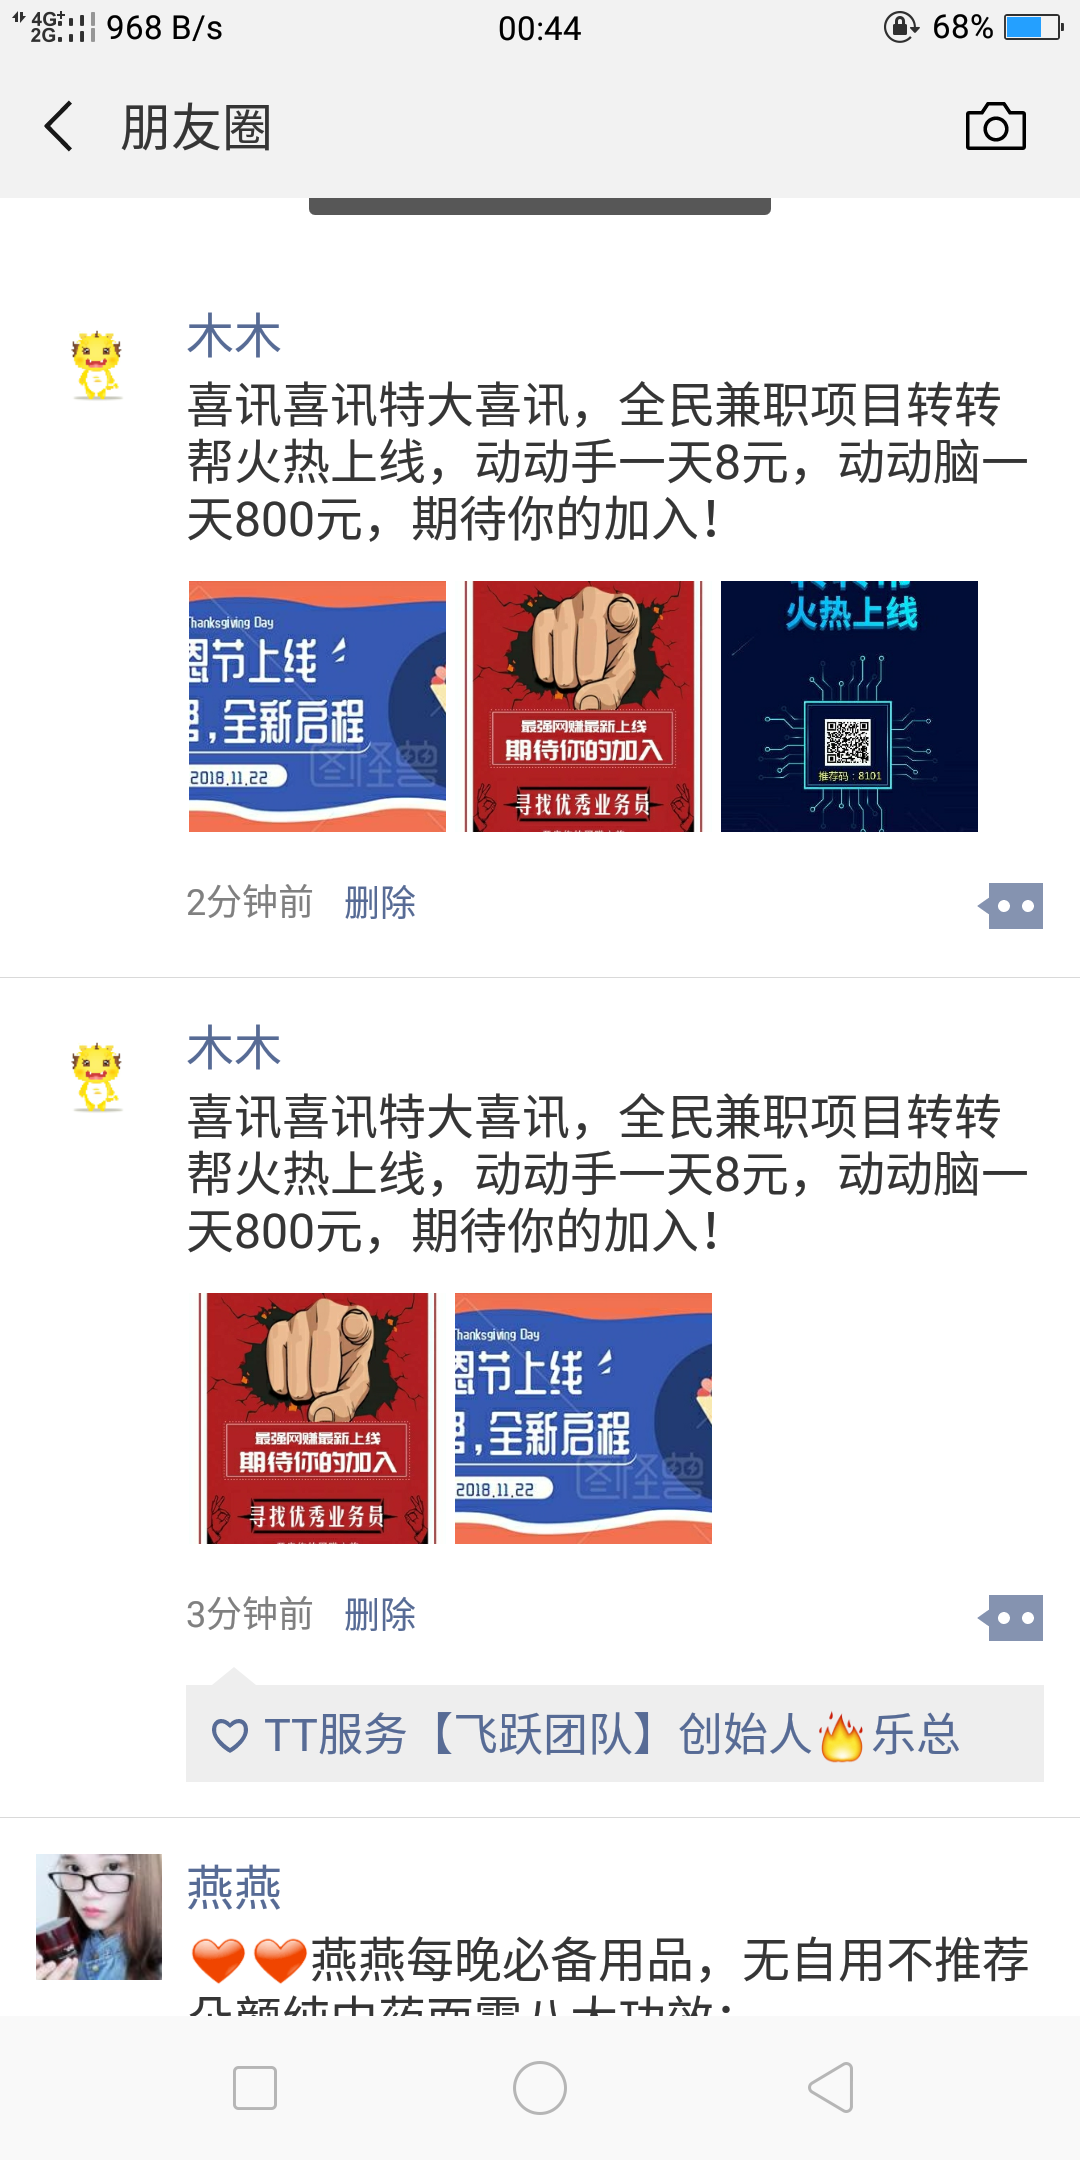 4G+ 2G 968 B/s 00:44 68%
朋友圈
木木
喜讯喜讯特大喜讯，全民兼职项目转转
帮火热上线，动动手一天8元，动动脑一
天800元，期待你的加入！
Thanksgiving Day
恩节上线
,全新启程
2018.11.22
图怪兽
最强网赚最新上线
期待你的加入
寻找优秀业务员
火热上线
推荐码：8101
2分钟前 删除
木木
喜讯喜讯特大喜讯，全民兼职项目转转
帮火热上线，动动手一天8元，动动脑一
天800元，期待你的加入！
最强网赚最新上线
期待你的加入
寻找优秀业务员
Thanksgiving Day
恩节上线
,全新启程
2018.11.22
图怪兽
3分钟前 删除
TT服务【飞跃团队】创始人🔥乐总
燕燕
❤️❤️燕燕每晚必备用品，无自用不推荐